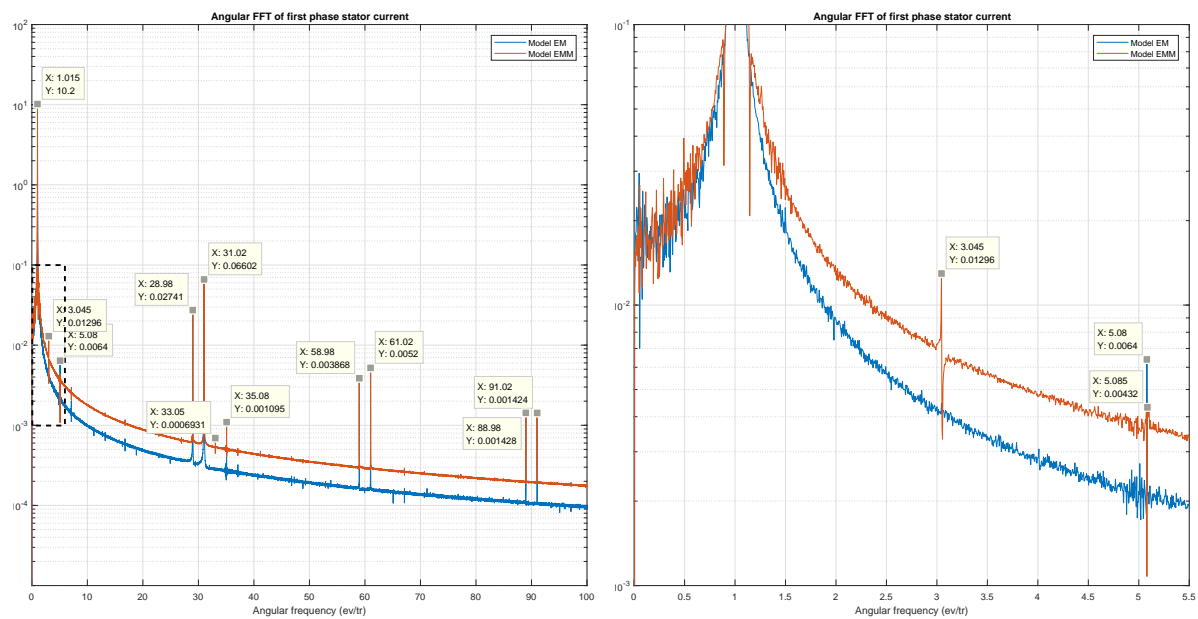 Angular FFT of first phase stator current
10^2
10^1
10^0
10^-1
10^-2
10^-3
10^-4
Model EM
Model EMM
X: 1.015
Y: 10.2
X: 31.02
Y: 0.06602
X: 28.98
Y: 0.02741
X: 3.045
Y: 0.01296
X: 5.08
Y: 0.0064
X: 58.98
Y: 0.003868
X: 61.02
Y: 0.0052
X: 33.05
Y: 0.0006931
X: 35.08
Y: 0.001095
X: 91.02
Y: 0.001424
X: 88.98
Y: 0.001428
0 10 20 30 40 50 60 70 80 90 100
Angular frequency (ev/tr)
Angular FFT of first phase stator current
10^-1
10^-2
10^-3
Model EM
Model EMM
X: 3.045
Y: 0.01296
X: 5.08
Y: 0.0064
X: 5.085
Y: 0.00432
0 0.5 1 1.5 2 2.5 3 3.5 4 4.5 5 5.5
Angular frequency (ev/tr)